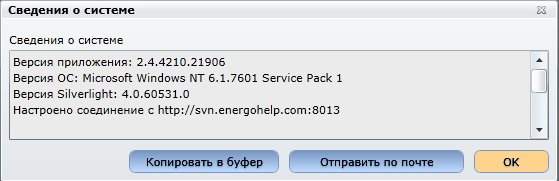 Сведения о системе
Сведения о системе
Версия приложения: 2.4.4210.21906
Версия ОС: Microsoft Windows NT 6.1.7601 Service Pack 1
Версия Silverlight: 4.0.60531.0
Настроено соединение с http://svn.energohelp.com:8013
Копировать в буфер Отправить по почте OK